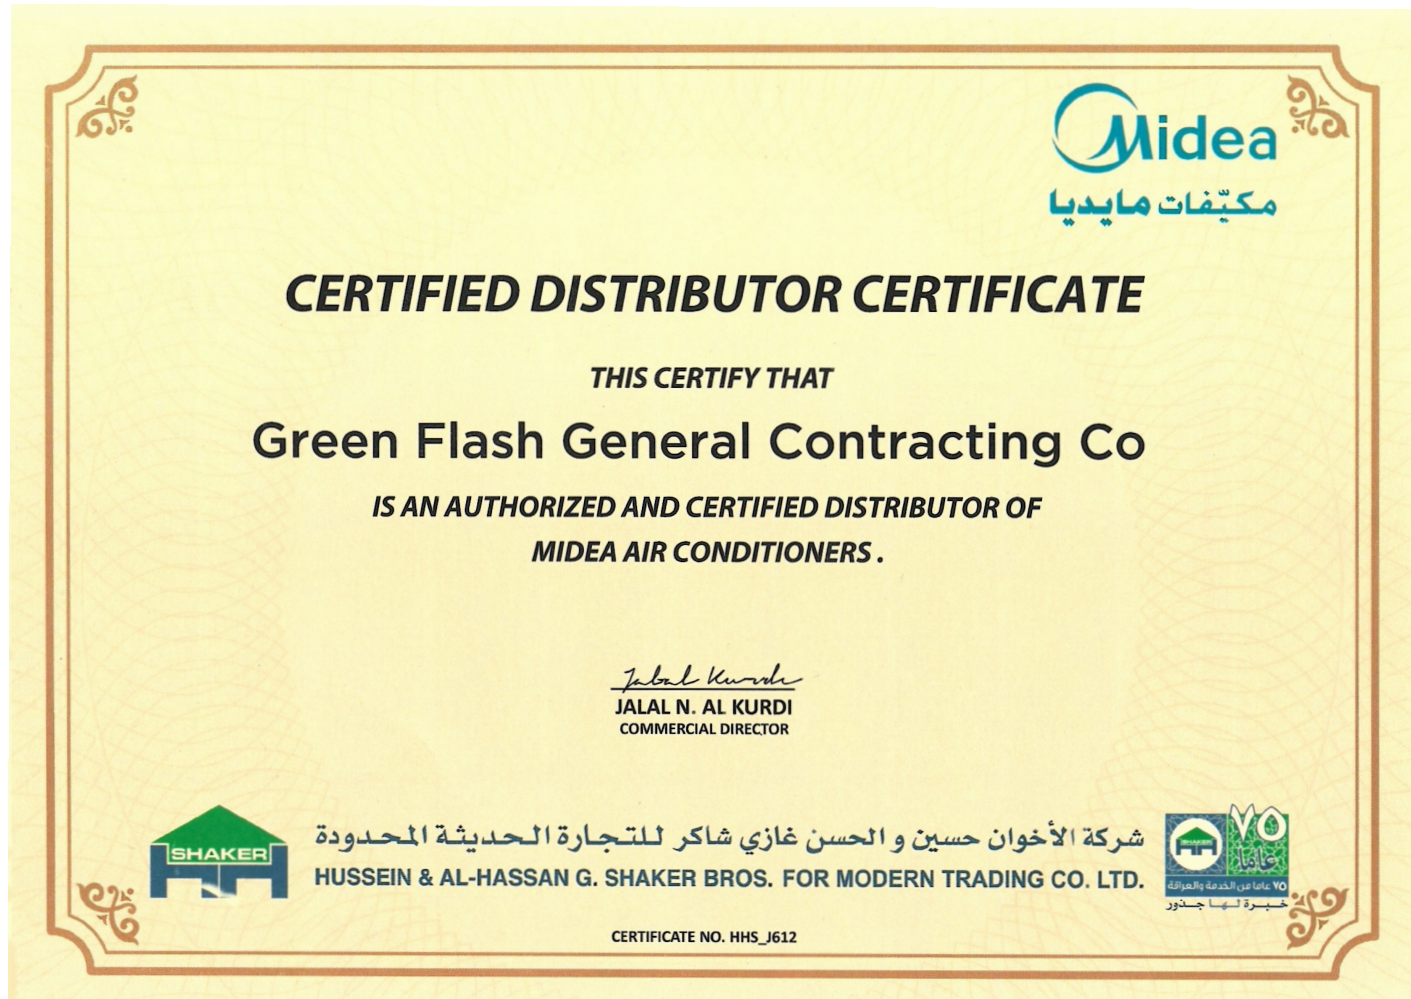 Midea
مكيّفات مايديا
CERTIFIED DISTRIBUTOR CERTIFICATE
THIS CERTIFY THAT
Green Flash General Contracting Co
IS AN AUTHORIZED AND CERTIFIED DISTRIBUTOR OF
MIDEA AIR CONDITIONERS .
Jalal Kurdi
JALAL N. AL KURDI
COMMERCIAL DIRECTOR
SHAKER
شركة الأخوان حسين و الحسن غازي شاكر للتجارة الحديثة المحدودة
HUSSEIN & AL-HASSAN G. SHAKER BROS. FOR MODERN TRADING CO. LTD.
SHAKER
٧٥
عاما
٧٥ عاما من الخدمة والعراقة
خبرة لها جذور
CERTIFICATE NO. HHS_J612